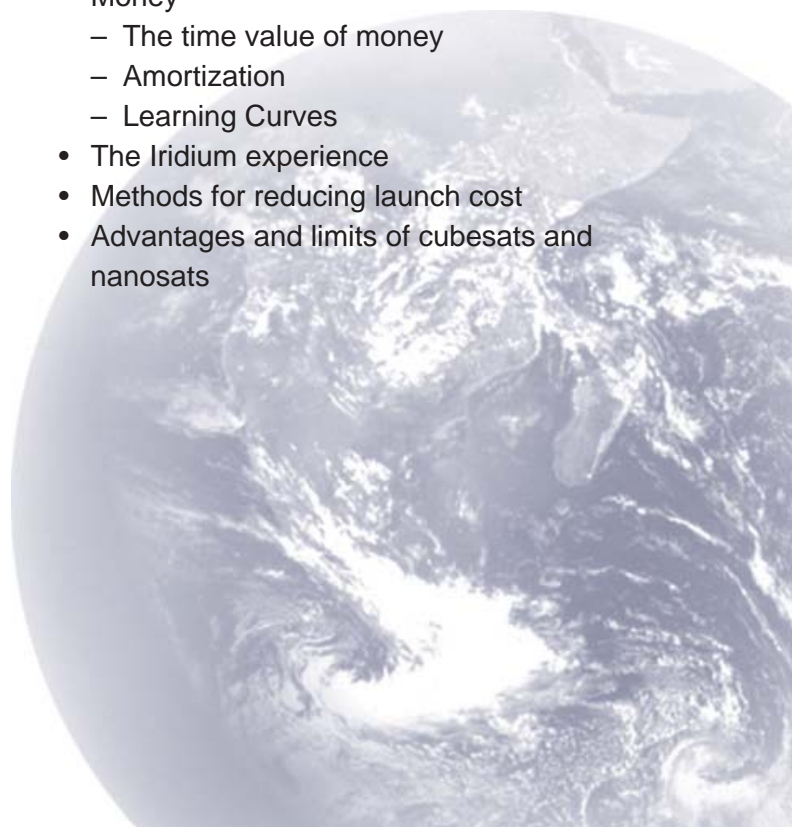 Money
– The time value of money
– Amortization
– Learning Curves
• The Iridium experience
• Methods for reducing launch cost
• Advantages and limits of cubesats and
nanosats